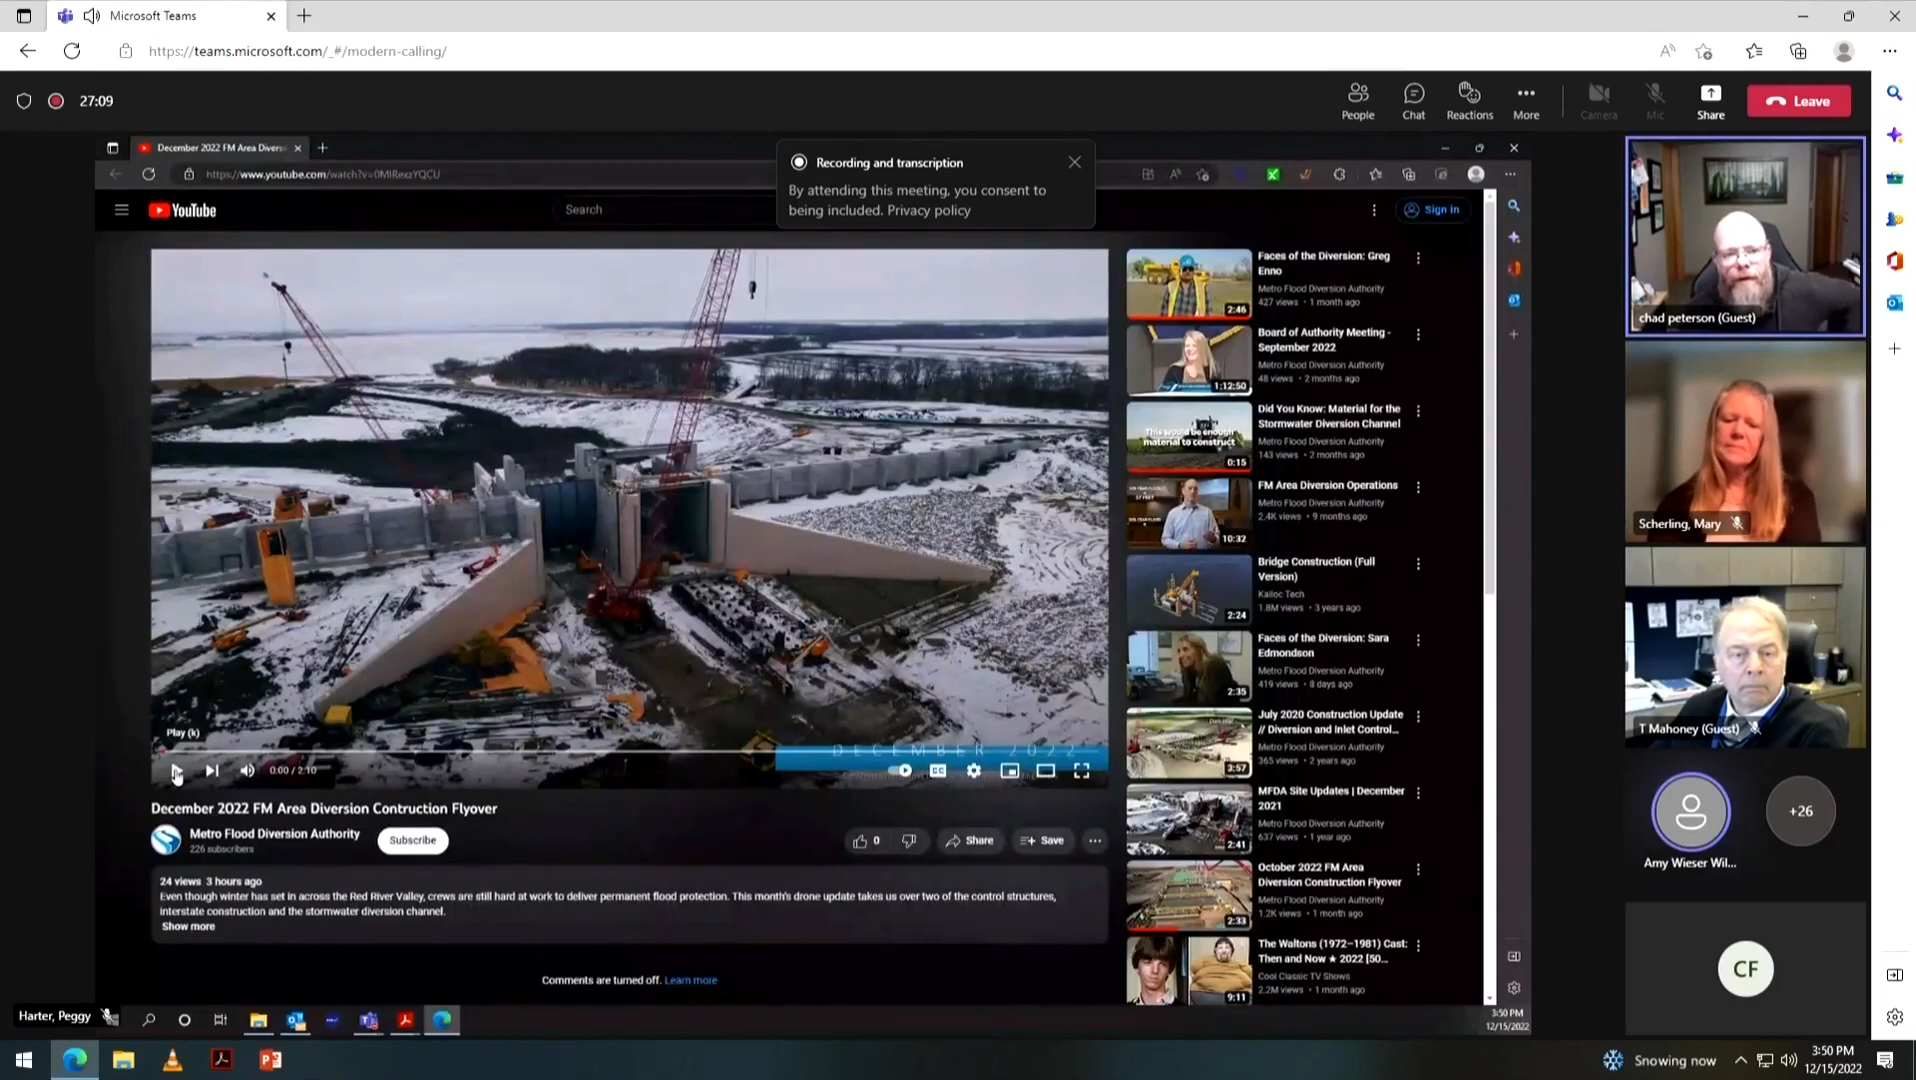 Microsoft Teams
https://teams.microsoft.com/_#/modern-calling/
27:09
People
Chat
Reactions
More
Camera
Mic
Share
Leave
December 2022 FM Area Divers
https://www.youtube.com/watch?v=0MIRexzYQCU
Recording and transcription
By attending this meeting, you consent to
being included. Privacy policy
YouTube
Search
Sign in
Play (k)
0:00 / 2:10
DECEMBER 2022
December 2022 FM Area Diversion Contruction Flyover
Metro Flood Diversion Authority
226 subscribers
Subscribe
0
Share
Save
24 views 3 hours ago
Even though winter has set in across the Red River Valley, crews are still hard at work to deliver permanent flood protection. This month's drone update takes us over two of the control structures,
interstate construction and the stormwater diversion channel.
Show more
Comments are turned off. Learn more
Faces of the Diversion: Greg
Enno
Metro Flood Diversion Authority
427 views • 1 month ago
2:46
Board of Authority Meeting -
September 2022
Metro Flood Diversion Authority
48 views • 2 months ago
1:12:50
Did You Know: Material for the
Stormwater Diversion Channel
Metro Flood Diversion Authority
143 views • 2 months ago
This would be enough
material to construct
0:15
FM Area Diversion Operations
Metro Flood Diversion Authority
2.4K views • 9 months ago
10:32
Bridge Construction (Full
Version)
Kailoc Tech
1.8M views • 3 years ago
2:24
Faces of the Diversion: Sara
Edmondson
Metro Flood Diversion Authority
419 views • 8 days ago
2:35
July 2020 Construction Update
// Diversion and Inlet Control...
Metro Flood Diversion Authority
365 views • 2 years ago
3:57
MFDA Site Updates | December
2021
Metro Flood Diversion Authority
637 views • 1 year ago
2:41
October 2022 FM Area
Diversion Construction Flyover
Metro Flood Diversion Authority
1.2K views • 1 month ago
2:33
The Waltons (1972–1981) Cast:
Then and Now ★ 2022 [50...
Cool Classic TV Shows
2.2M views • 1 month ago
9:11
chad peterson (Guest)
Scherling, Mary
T Mahoney (Guest)
Amy Wieser Wil...
+26
CF
Harter, Peggy
3:50 PM
12/15/2022
Snowing now
3:50 PM
12/15/2022